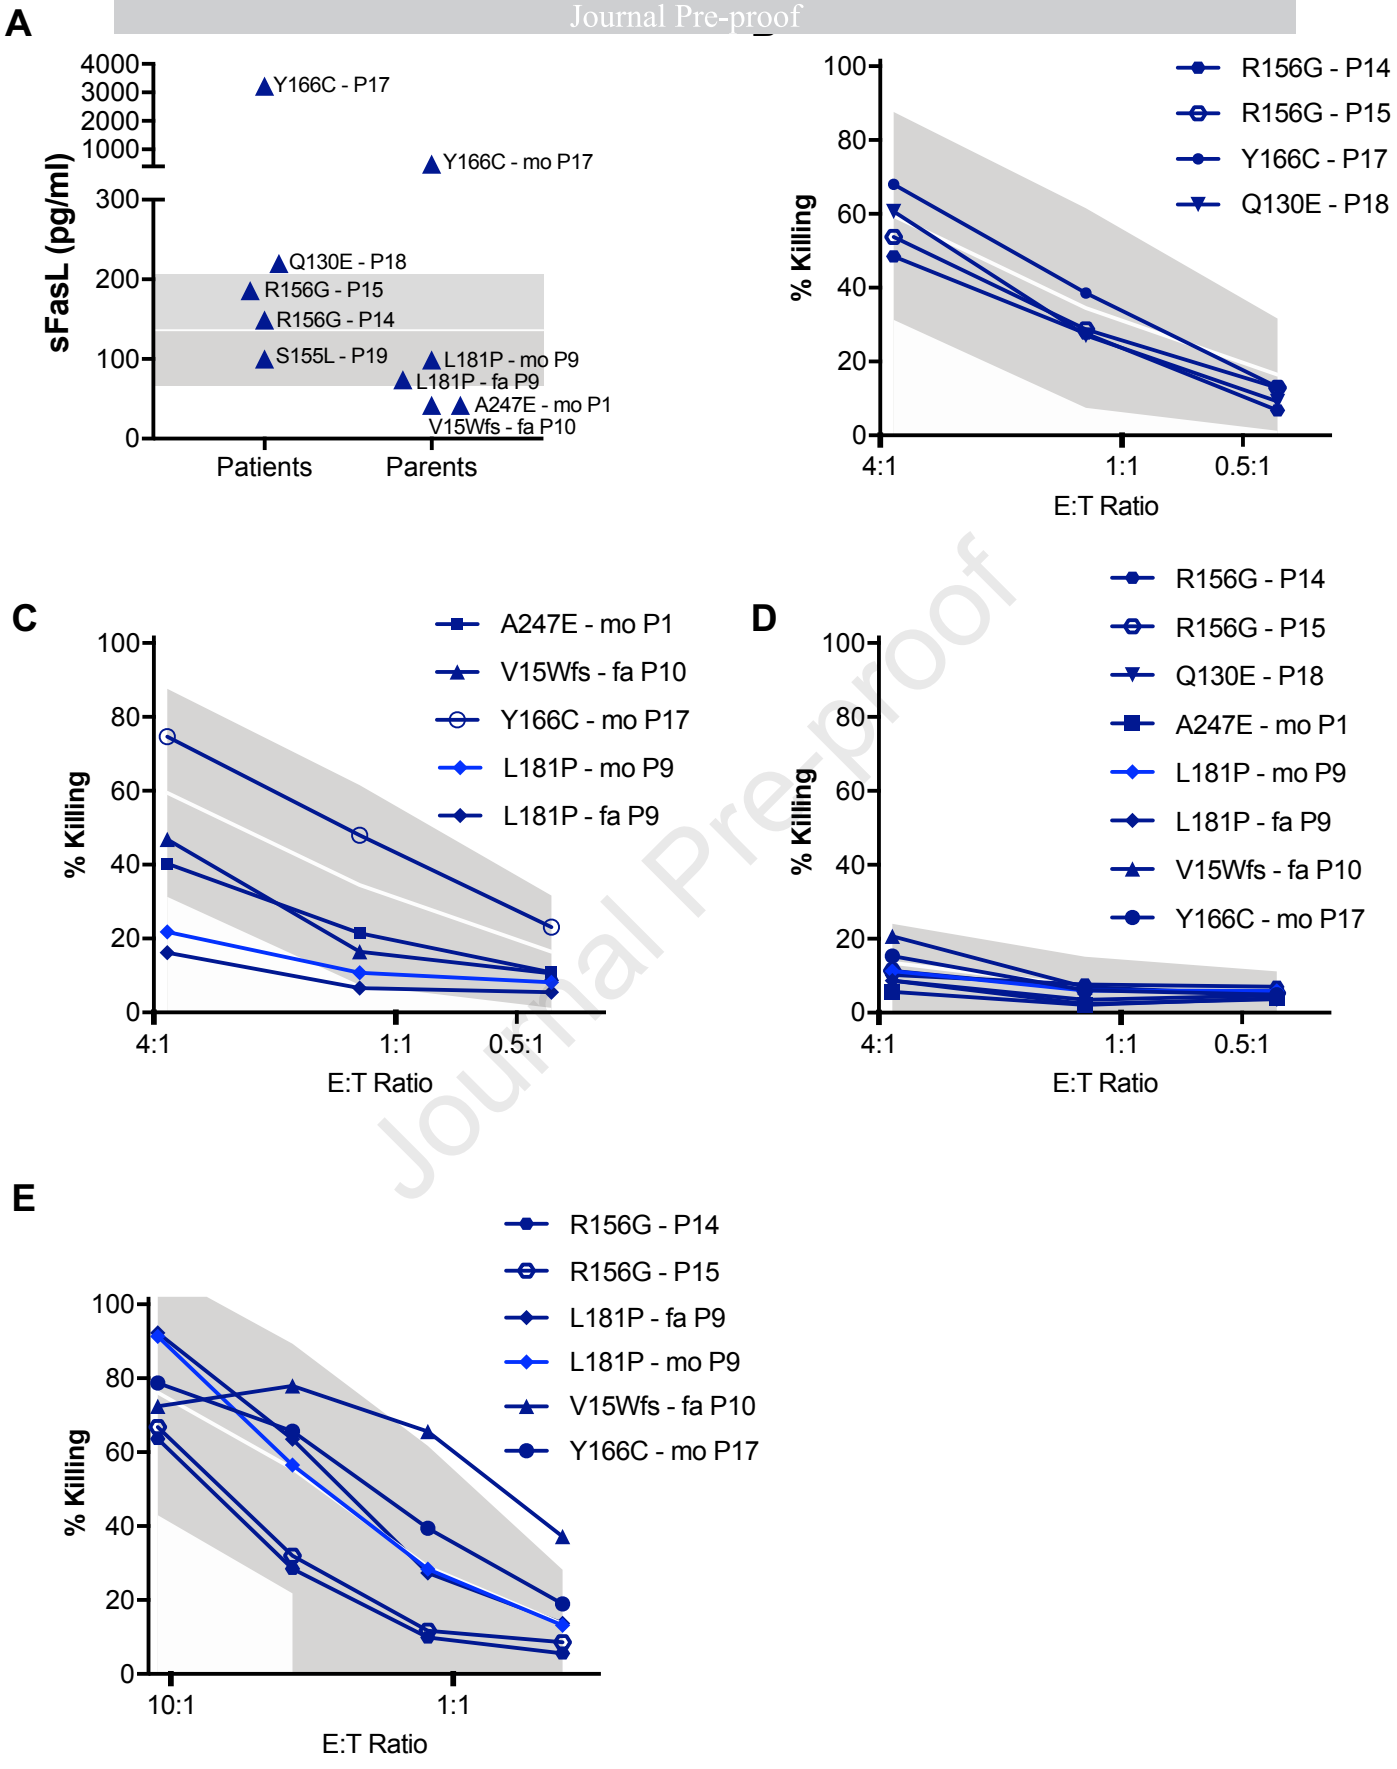 Journal Pre-proof
A
4000
3000
2000
1000
300
200
100
0
sFasL (pg/ml)
Y166C - P17
Y166C - mo P17
Q130E - P18
R156G - P15
R156G - P14
S155L - P19
L181P - mo P9
L181P - fa P9
A247E - mo P1
V15Wfs - fa P10
Patients
Parents
100
80
60
40
20
0
% Killing
R156G - P14
R156G - P15
Y166C - P17
Q130E - P18
4:1
1:1
0.5:1
E:T Ratio
C
100
80
60
40
20
0
% Killing
A247E - mo P1
V15Wfs - fa P10
Y166C - mo P17
L181P - mo P9
L181P - fa P9
4:1
1:1
0.5:1
E:T Ratio
D
100
80
60
40
20
0
% Killing
R156G - P14
R156G - P15
Q130E - P18
A247E - mo P1
L181P - mo P9
L181P - fa P9
V15Wfs - fa P10
Y166C - mo P17
4:1
1:1
0.5:1
E:T Ratio
Journal Pre-proof
E
100
80
60
40
20
0
% Killing
R156G - P14
R156G - P15
L181P - fa P9
L181P - mo P9
V15Wfs - fa P10
Y166C - mo P17
10:1
1:1
E:T Ratio